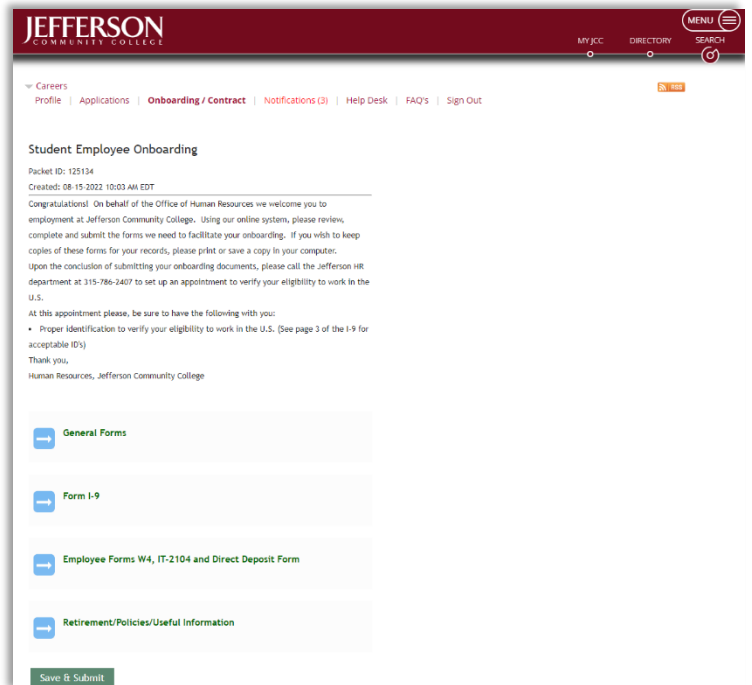 JEFFERSON
COMMUNITY COLLEGE
MENU
MY JCC DIRECTORY SEARCH
Careers
RSS
Profile | Applications | Onboarding / Contract | Notifications (3) | Help Desk | FAQ's | Sign Out
Student Employee Onboarding
Packet ID: 125134
Created: 08-15-2022 10:03 AM EDT
Congratulations! On behalf of the Office of Human Resources we welcome you to
employment at Jefferson Community College. Using our online system, please review,
complete and submit the forms we need to facilitate your onboarding. If you wish to keep
copies of these forms for your records, please print or save a copy in your computer.
Upon the conclusion of submitting your onboarding documents, please call the Jefferson HR
department at 315-786-2407 to set up an appointment to verify your eligibility to work in the
U.S.
At this appointment please, be sure to have the following with you:
• Proper identification to verify your eligibility to work in the U.S. (See page 3 of the I-9 for
acceptable ID's)
Thank you,
Human Resources, Jefferson Community College
General Forms
Form I-9
Employee Forms W4, IT-2104 and Direct Deposit Form
Retirement/Policies/Useful Information
Save & Submit